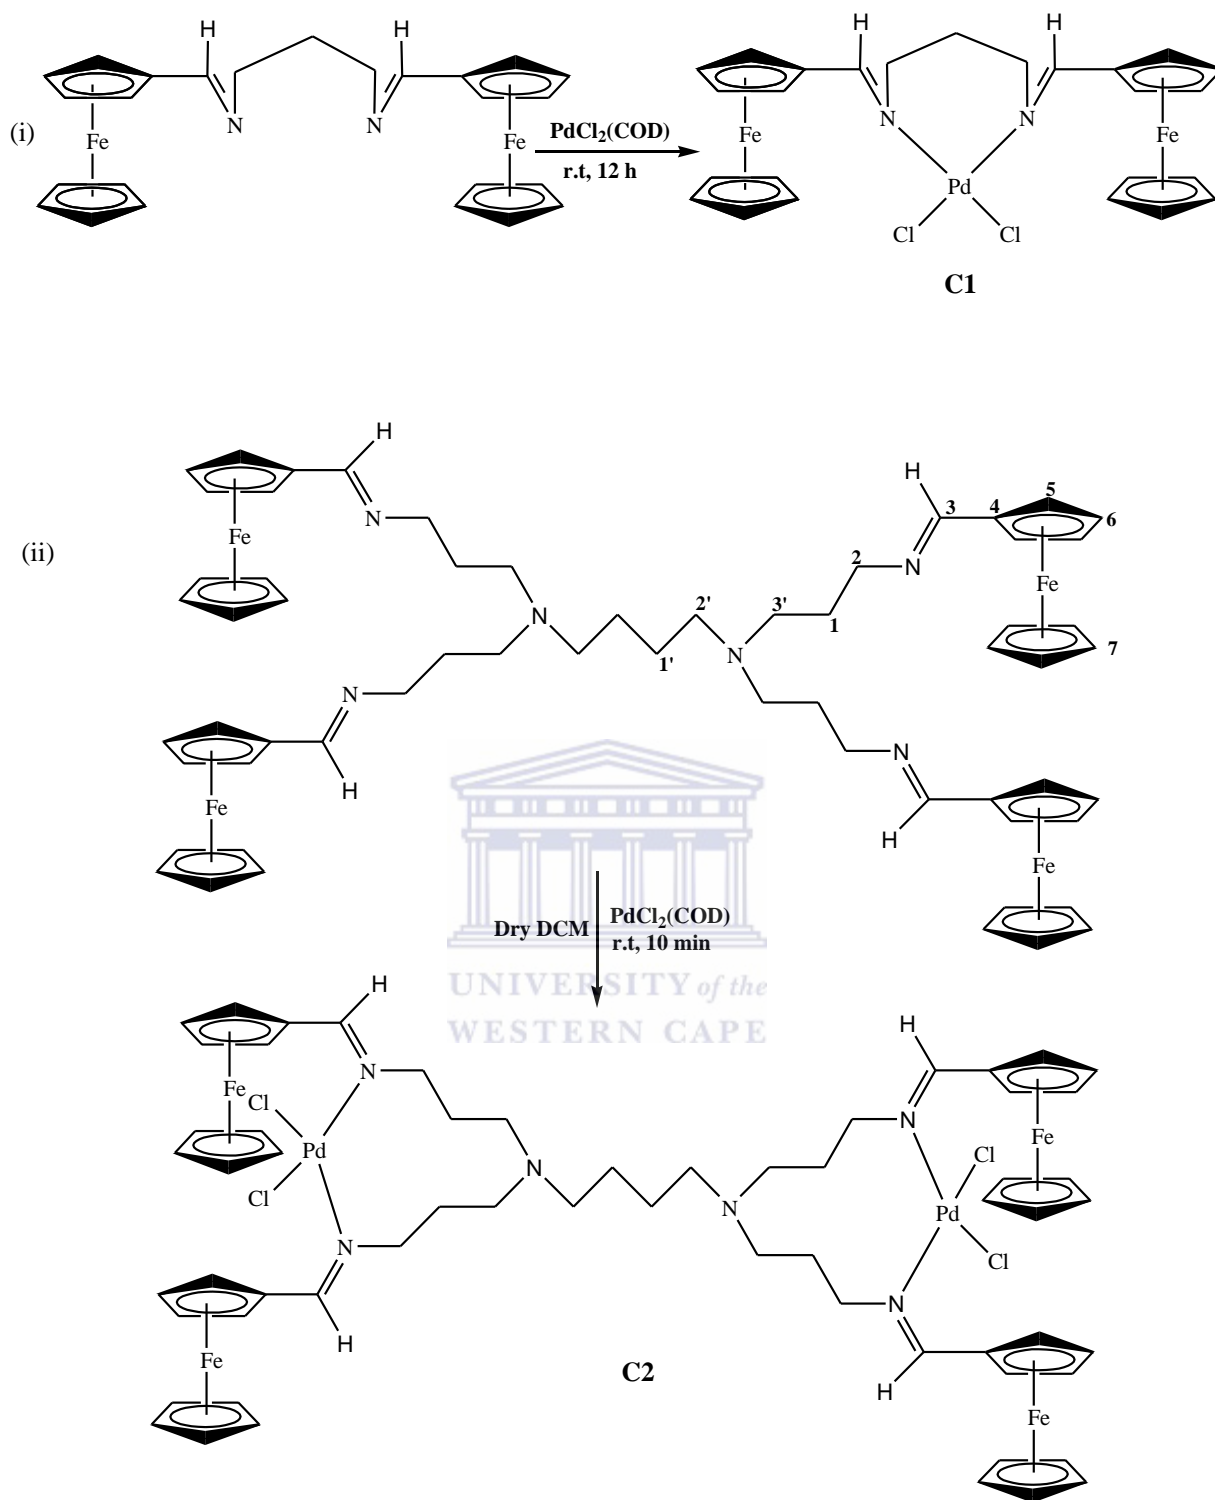 H H H H
(i) Fe N N Fe PdCl2(COD) Fe N N Fe
r.t, 12 h Pd
Cl Cl
C1
H
H 3 4 5 6
N
(ii) Fe 2 N Fe
2' 3' 1 7
N 1' N
N N
H
Fe H Fe
Dry DCM PdCl2(COD)
r.t, 10 min
UNIVERSITY of the
WESTERN CAPE
H H
N
Fe Cl N Fe
Pd Cl
Cl N N Pd
N Cl
N
H
Fe C2 H Fe